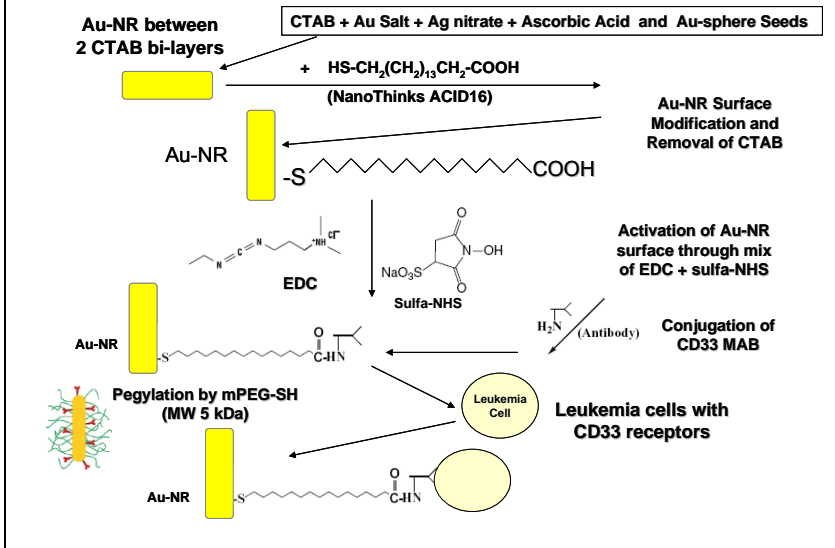 Au-NR between
2 CTAB bi-layers
CTAB + Au Salt + Ag nitrate + Ascorbic Acid and Au-sphere Seeds
+ HS-CH₂(CH₂)₁₃CH₂-COOH
(NanoThinks ACID16)
Au-NR Surface
Modification and
Removal of CTAB
Au-NR
-S
COOH
Activation of Au-NR
surface through mix
of EDC + sulfa-NHS
N
C
N
+NH
Cl-
EDC
O
N-OH
NaO₃S
O
Sulfa-NHS
H₂N
(Antibody)
Conjugation of
CD33 MAB
Au-NR
-S
O
C-HN
Pegylation by mPEG-SH
(MW 5 kDa)
Leukemia
Cell
Leukemia cells with
CD33 receptors
Au-NR
-S
O
C-HN